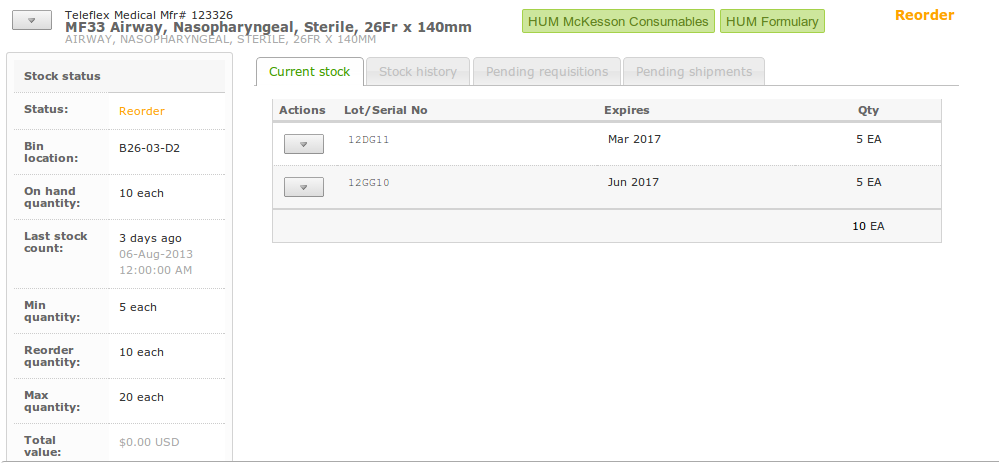 Teleflex Medical Mfr# 123326
MF33 Airway, Nasopharyngeal, Sterile, 26Fr x 140mm
AIRWAY, NASOPHARYNGEAL, STERILE, 26FR X 140MM
HUM McKesson Consumables
HUM Formulary
Reorder
Stock status
Status:
Reorder
Bin
location:
B26-03-D2
On hand
quantity:
10 each
Last stock
count:
3 days ago
06-Aug-2013
12:00:00 AM
Min
quantity:
5 each
Reorder
quantity:
10 each
Max
quantity:
20 each
Total
value:
$0.00 USD
Current stock
Stock history
Pending requisitions
Pending shipments
Actions Lot/Serial No Expires Qty
12DG11 Mar 2017 5 EA
12GG10 Jun 2017 5 EA
10 EA